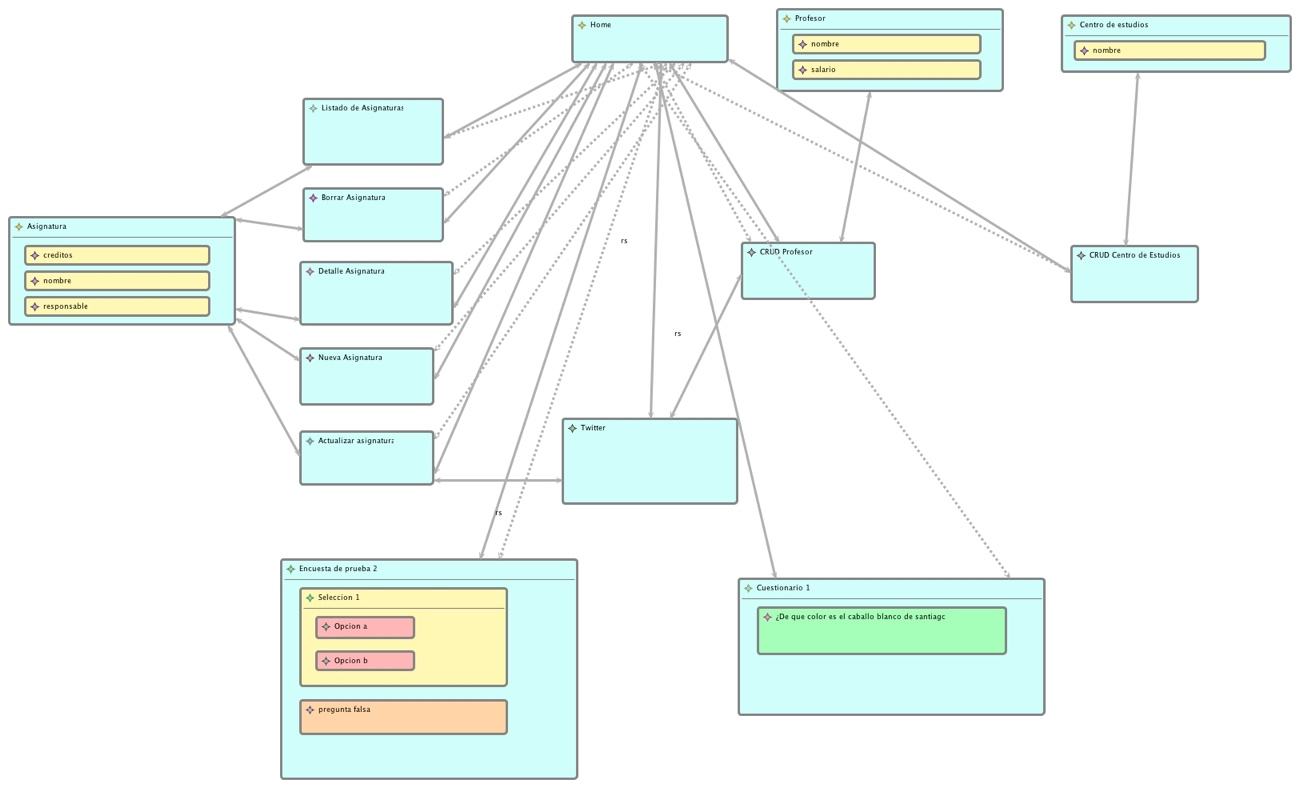 Home
Profesor
nombre
salario
Centro de estudios
nombre
Listado de Asignaturas
Borrar Asignatura
Asignatura
creditos
nombre
responsable
Detalle Asignatura
Nueva Asignatura
Actualizar asignatura
rs
rs
rs
CRUD Profesor
CRUD Centro de Estudios
Twitter
Encuesta de prueba 2
Seleccion 1
Opcion a
Opcion b
pregunta falsa
Cuestionario 1
¿De que color es el caballo blanco de santiagc